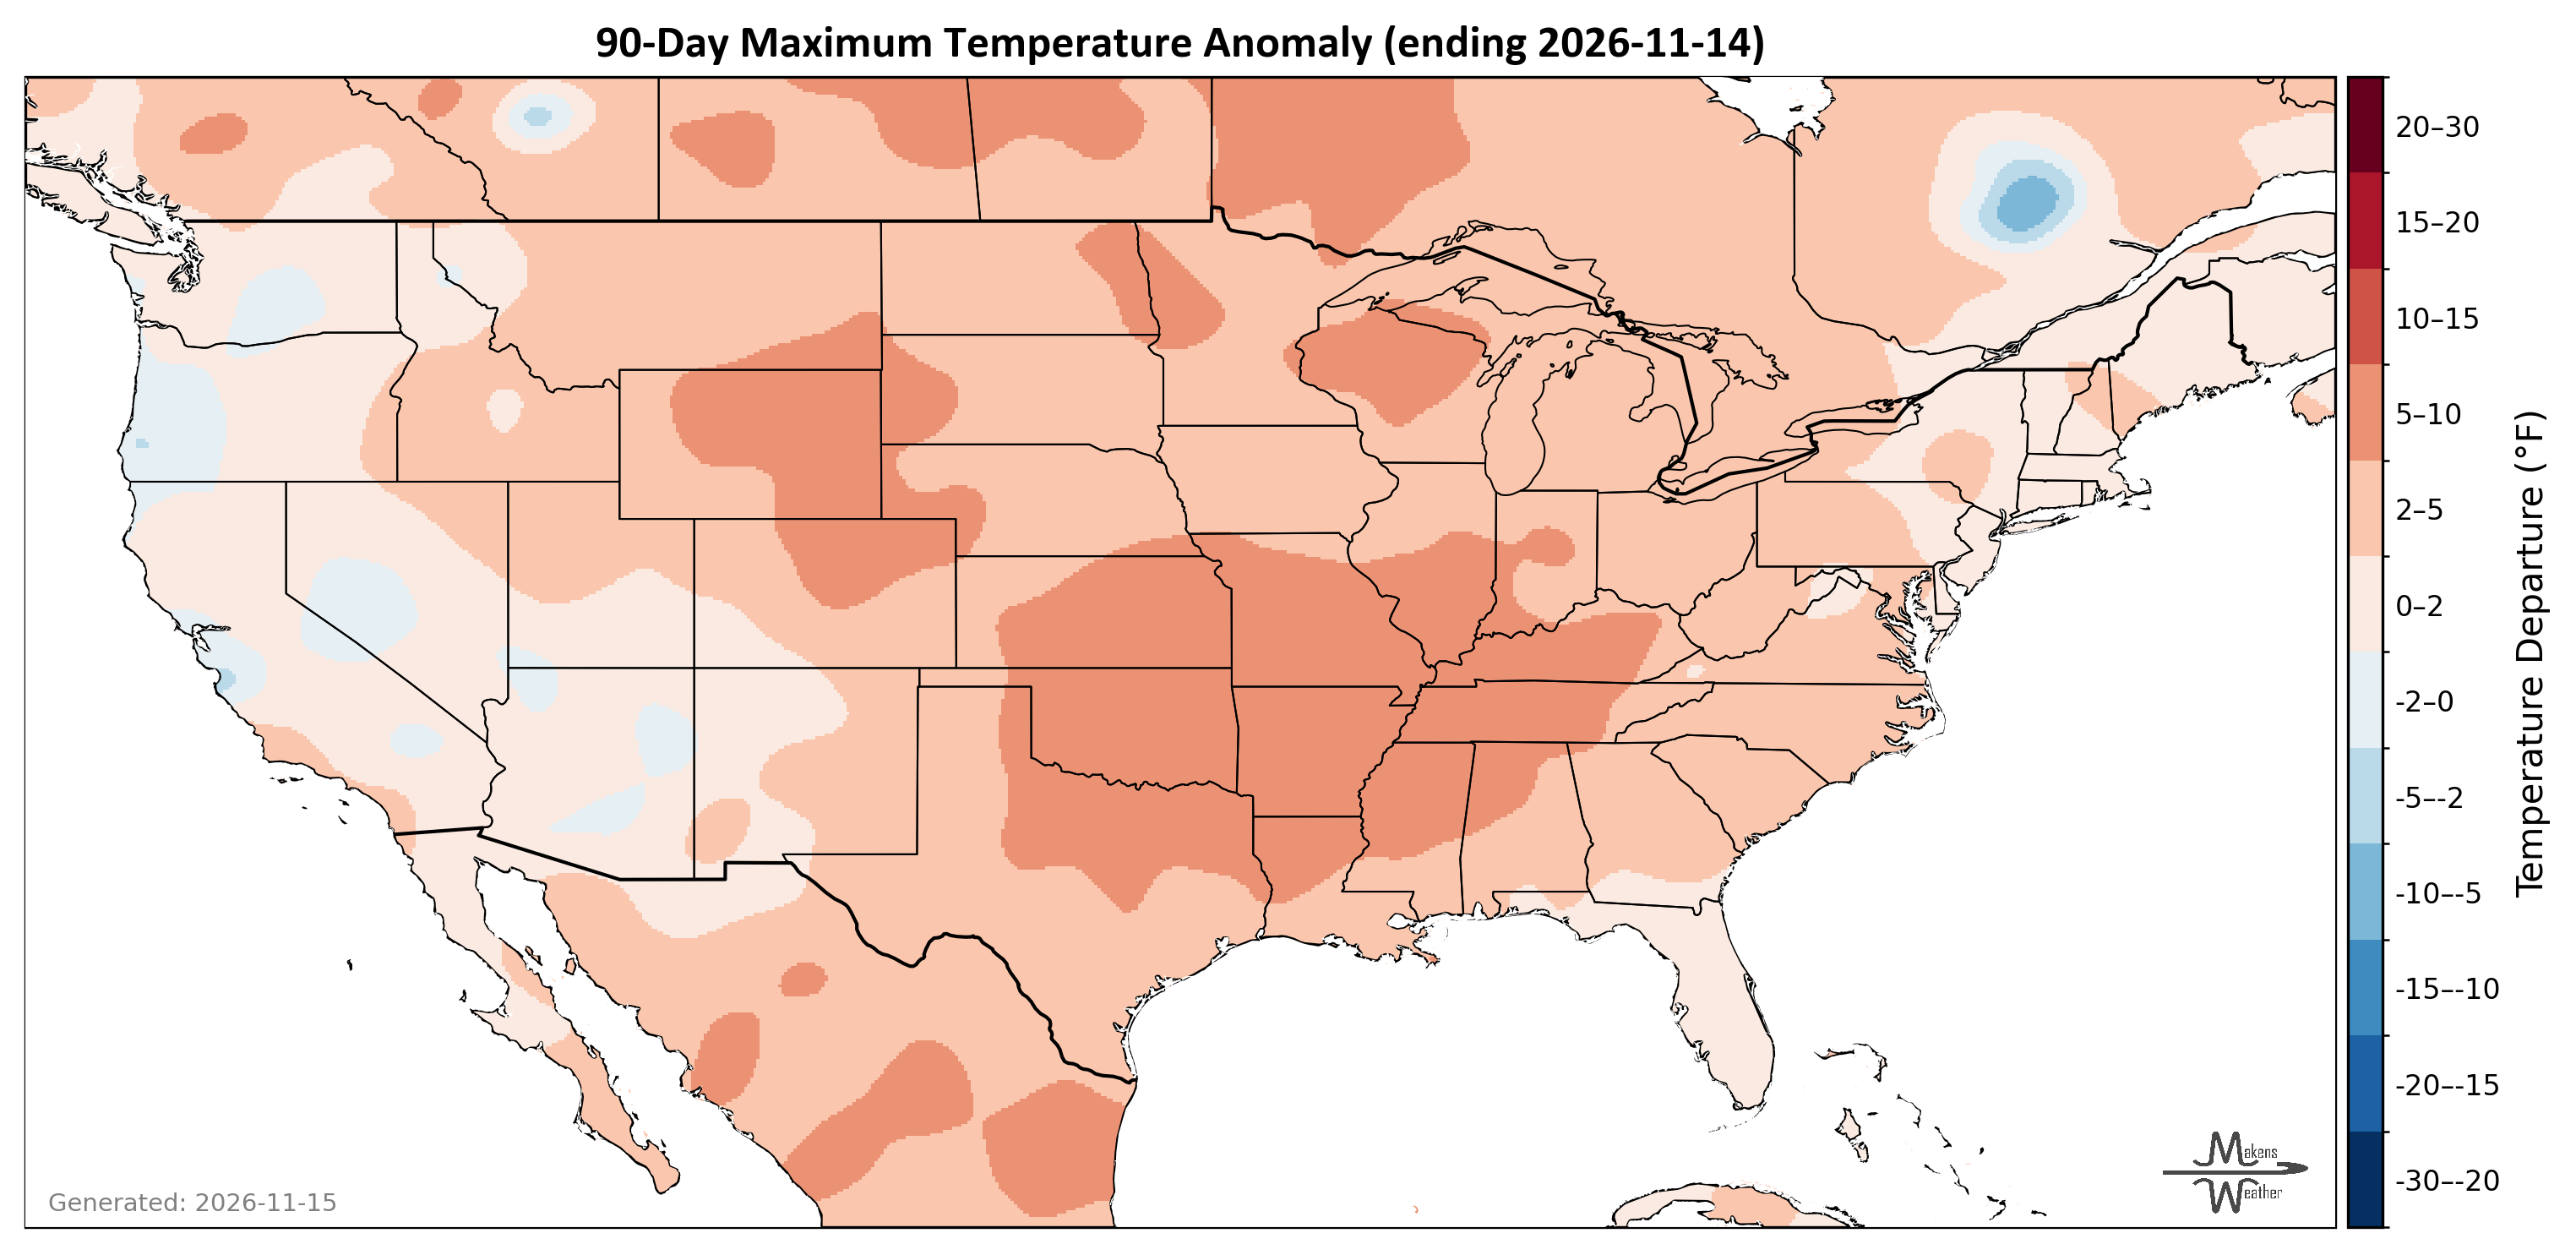 90-Day Maximum Temperature Anomaly (ending 2026-11-14)
20–30
15–20
10–15
5–10
2–5
0–2
-2–0
-5–-2
-10–-5
-15–-10
-20–-15
-30–-20
Temperature Departure (°F)
Generated: 2026-11-15
Makens
Weather